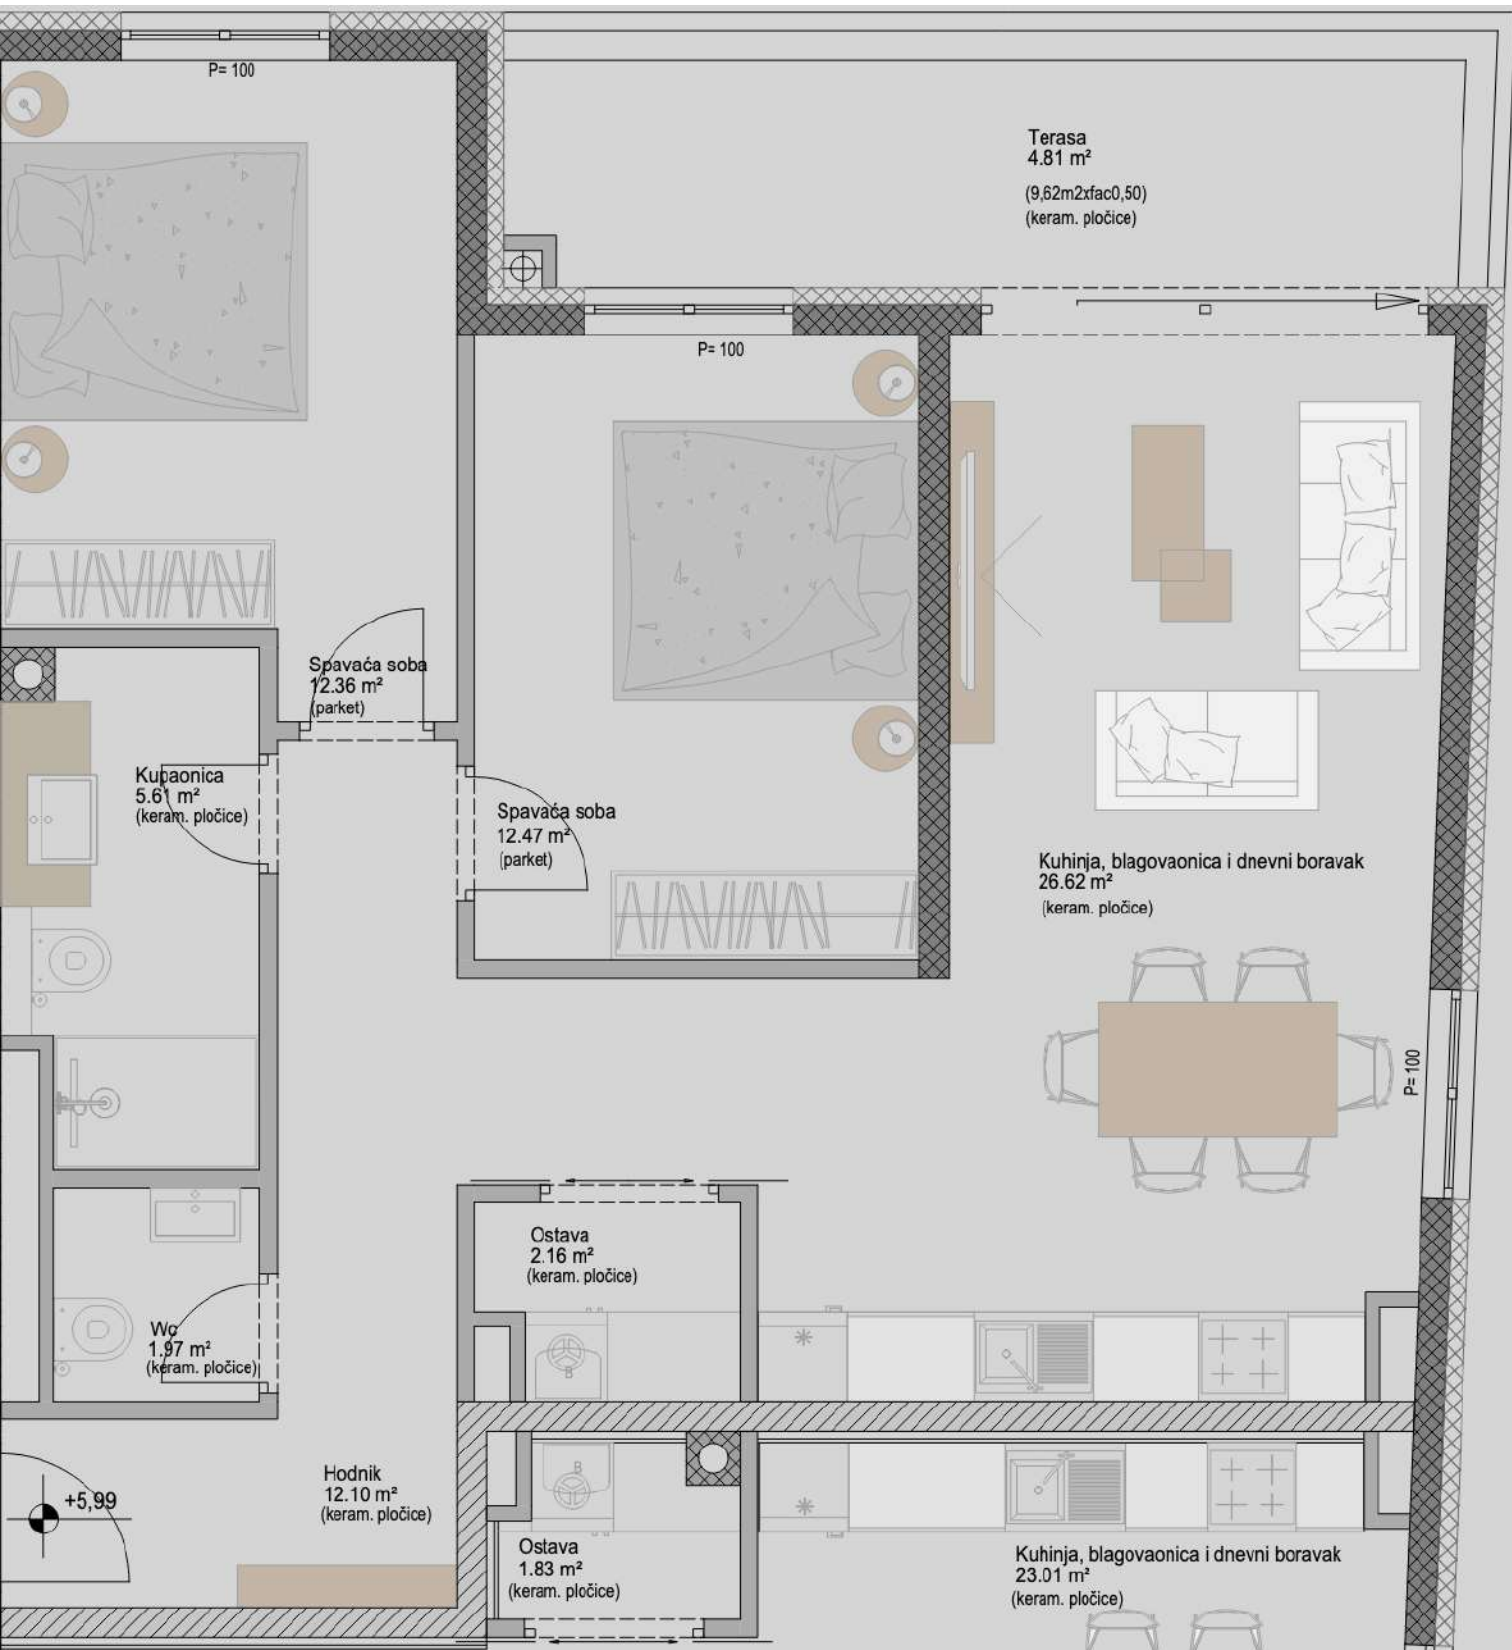 P= 100
Terasa
4.81 m²
(9,62m2xfac0,50)
(keram. pločice)
P= 100
Spavaća soba
12.36 m²
(parket)
Kupaonica
5.61 m²
(keram. pločice)
Spavaća soba
12.47 m²
(parket)
Kuhinja, blagovaonica i dnevni boravak
26.62 m²
(keram. pločice)
P= 100
Ostava
2.16 m²
(keram. pločice)
Wc
1.97 m²
(keram. pločice)
Hodnik
12.10 m²
(keram. pločice)
+5,99
B
B
Ostava
1.83 m²
(keram. pločice)
Kuhinja, blagovaonica i dnevni boravak
23.01 m²
(keram. pločice)